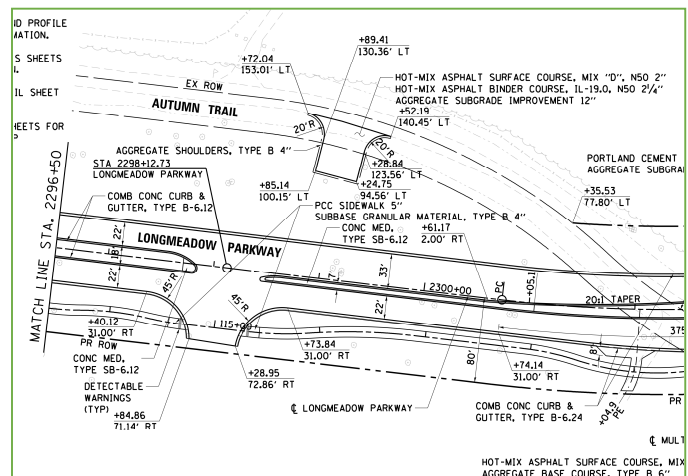 ND PROFILE
MATION.
S SHEETS
IL SHEET
HEETS FOR
+89.41
130.36' LT
+72.04
153.01' LT
EX ROW
AUTUMN TRAIL
HOT-MIX ASPHALT SURFACE COURSE, MIX "D", N50 2"
HOT-MIX ASPHALT BINDER COURSE, IL-19.0, N50 2¼"
AGGREGATE SUBGRADE IMPROVEMENT 12"
+52.19
140.45' LT
20'R
20'R
AGGREGATE SHOULDERS, TYPE B 4"
STA 2298+12.73
LONGMEADOW PARKWAY
+28.84
123.56' LT
+24.75
94.56' LT
+85.14
100.15' LT
PORTLAND CEMENT
AGGREGATE SUBGRA
+35.53
77.80' LT
MATCH LINE STA. 2296+50
COMB CONC CURB &
GUTTER, TYPE B-6.12
PCC SIDEWALK 5"
SUBBASE GRANULAR MATERIAL, TYPE B 4"
CONC MED,
TYPE SB-6.12
+61.17
2.00' RT
22'
18'
22'
LONGMEADOW PARKWAY
33'
7'
22'
2300+00
PC
+05.1
20:1 TAPER
45'R
45'R
+40.12
31.00' RT
PR ROW
115+0
+73.84
31.00' RT
80'
+74.14
31.00' RT
8'
375
CONC MED,
TYPE SB-6.12
DETECTABLE
WARNINGS
(TYP)
+28.95
72.86' RT
+84.86
71.14' RT
℄ LONGMEADOW PARKWAY
COMB CONC CURB &
GUTTER, TYPE B-6.24
+04.9
PE
PR
℄ MULT
HOT-MIX ASPHALT SURFACE COURSE, MIX
AGGREGATE BASE COURSE, TYPE B 6"